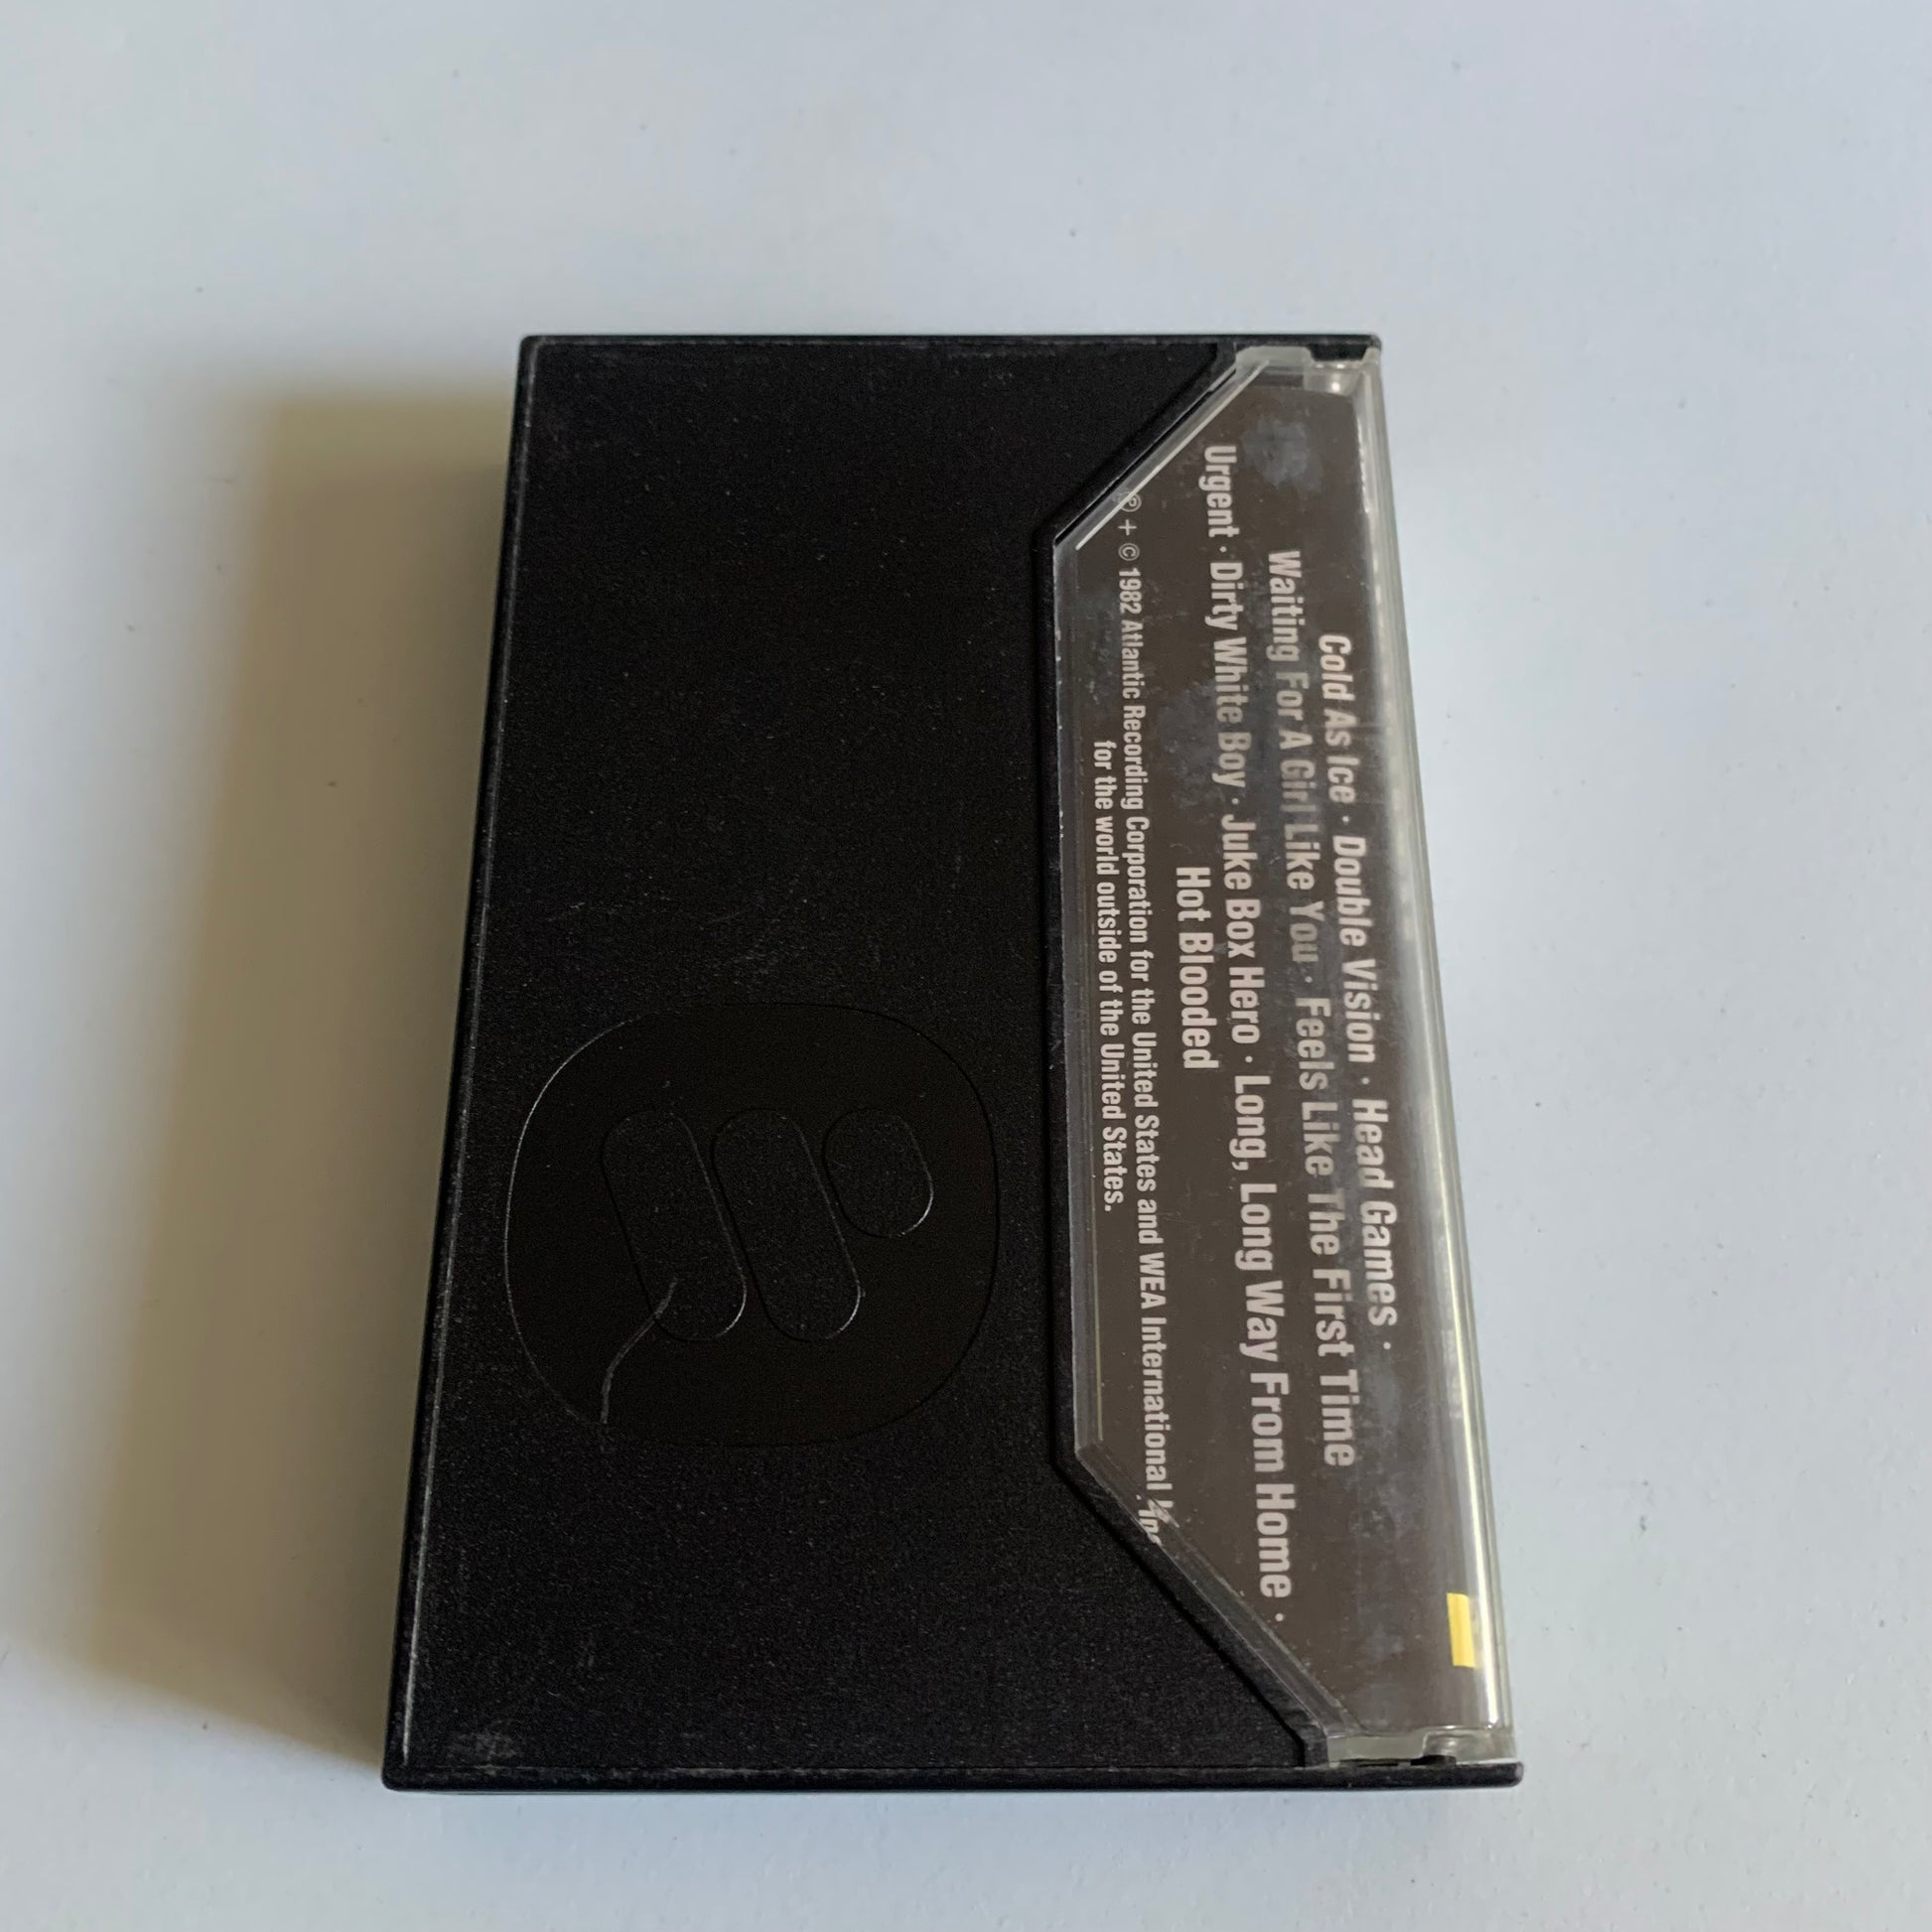 Cold As Ice · Double Vision · Head Games ·
Waiting For A Girl Like You · Feels Like The First Time
Urgent · Dirty White Boy · Juke Box Hero · Long, Long Way From Home ·
Hot Blooded
℗ + © 1982 Atlantic Recording Corporation for the United States and WEA International Inc
for the world outside of the United States.